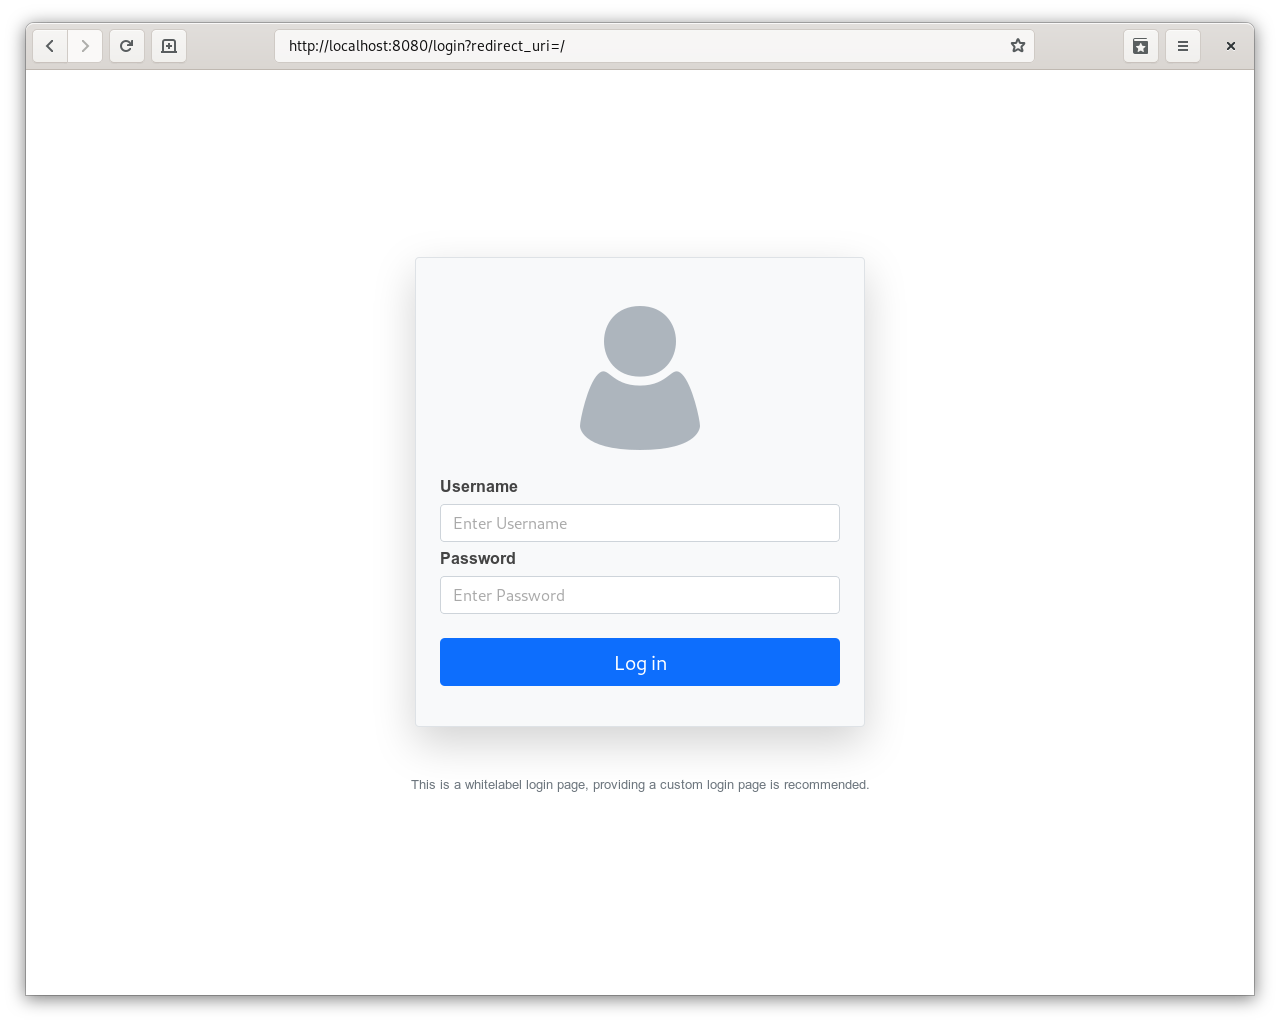 http://localhost:8080/login?redirect_uri=/
Username
Enter Username
Password
Enter Password
Log in
This is a whitelabel login page, providing a custom login page is recommended.